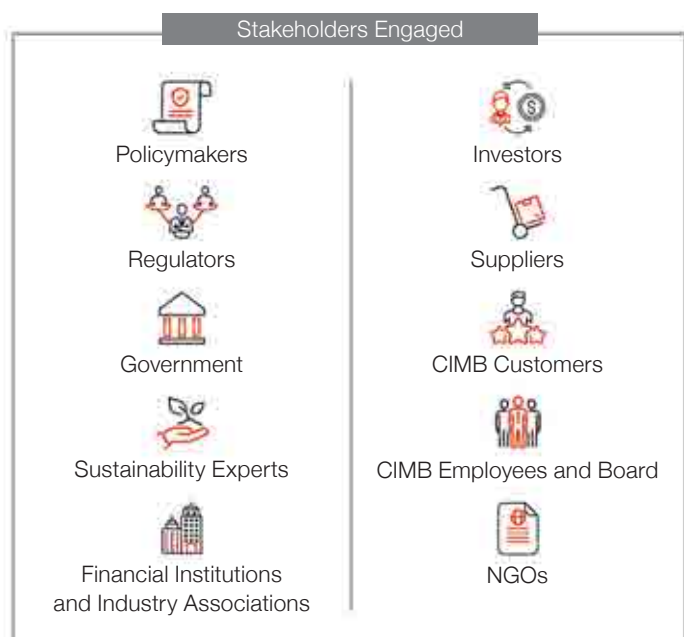 Stakeholders Engaged
Policymakers
Regulators
Government
Sustainability Experts
Financial Institutions
and Industry Associations
Investors
Suppliers
CIMB Customers
CIMB Employees and Board
NGOs